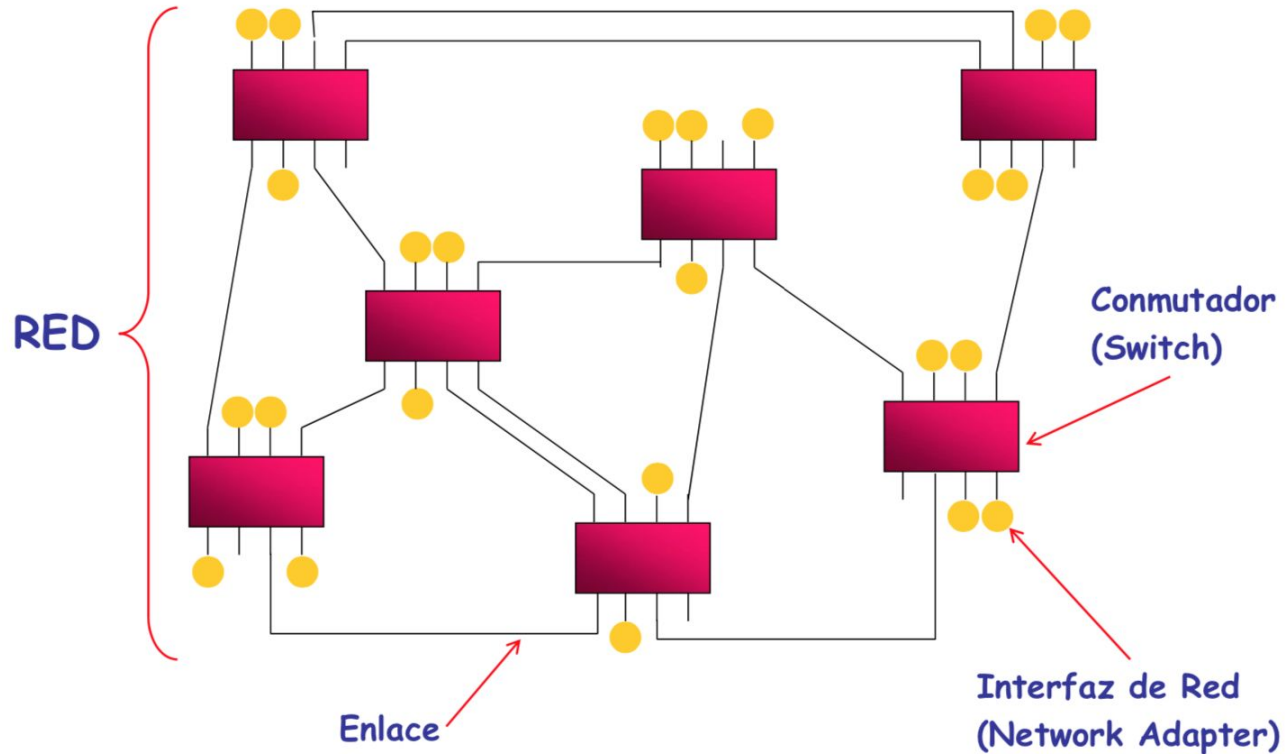 RED
Conmutador
(Switch)
Interfaz de Red
(Network Adapter)
Enlace